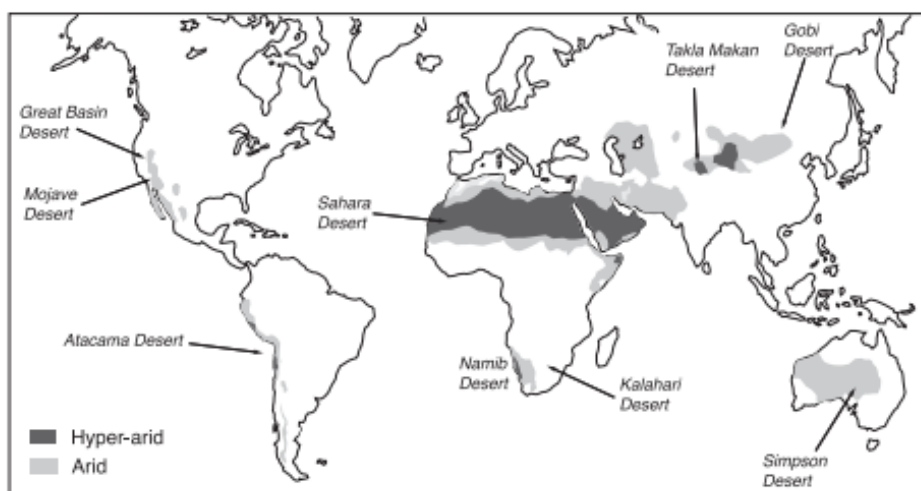 Gobi
Desert
Takla Makan
Desert
Great Basin
Desert
Mojave
Desert
Sahara
Desert
Atacama Desert
Namib
Desert
Kalahari
Desert
Simpson
Desert
Hyper-arid
Arid